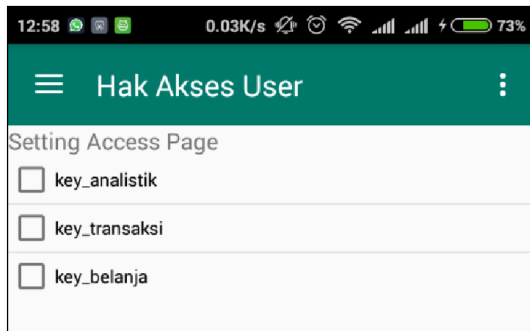 12:58 0.03K/s 73%
Hak Akses User
Setting Access Page
key_analistik
key_transaksi
key_belanja